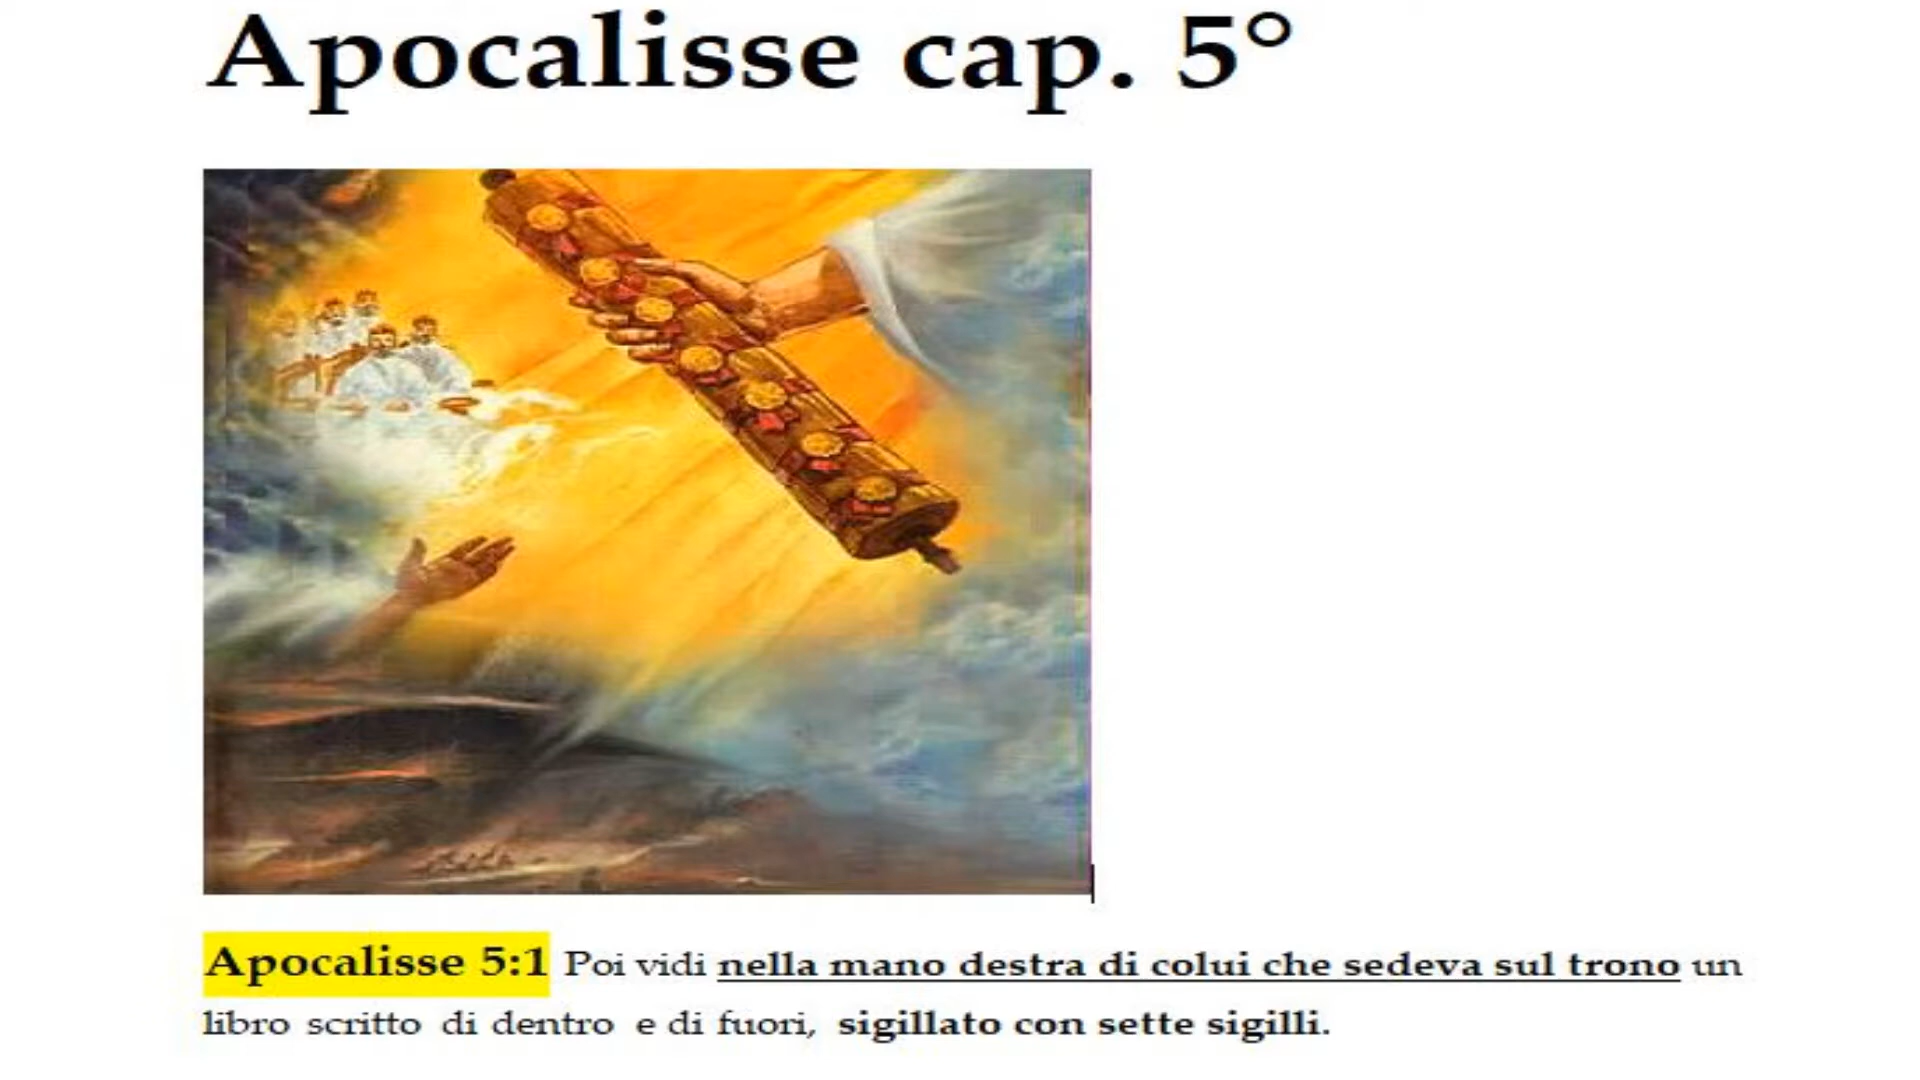 Apocalisse cap. 5°
Apocalisse 5:1 Poi vidi nella mano destra di colui che sedeva sul trono un
libro scritto di dentro e di fuori, sigillato con sette sigilli.